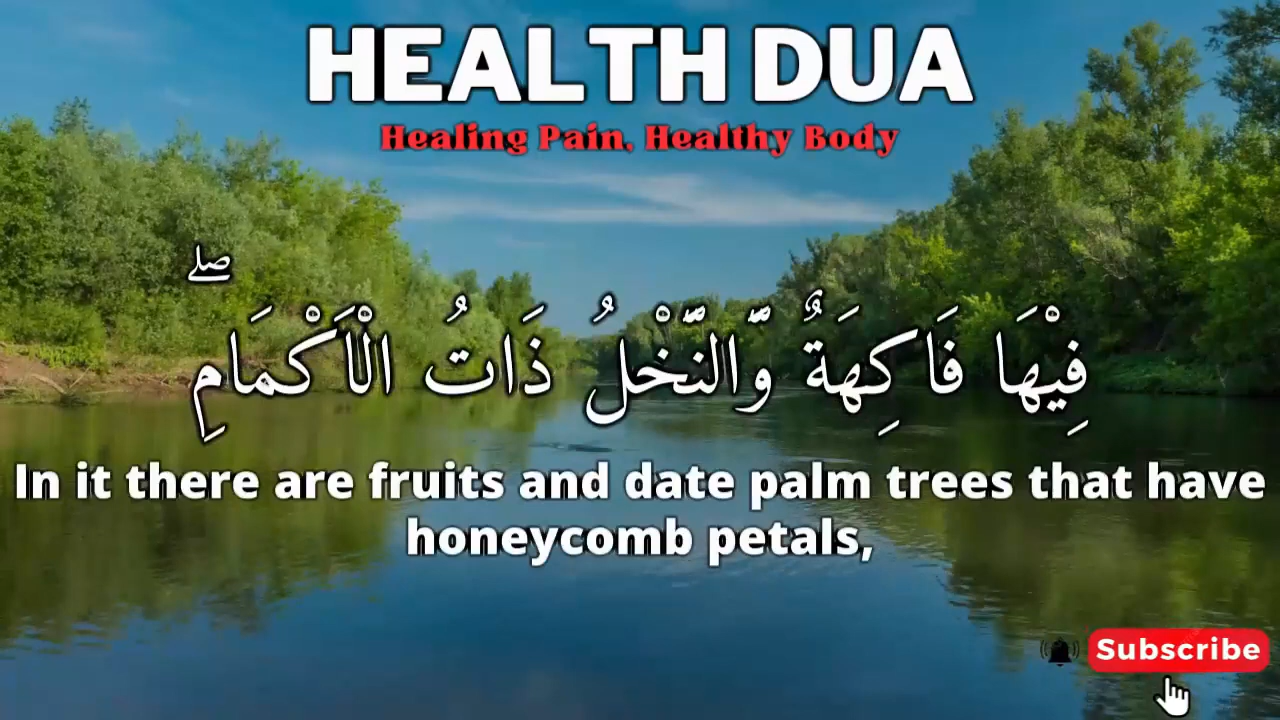 HEALTH DUA
Healing Pain, Healthy Body
فِيْهَا فَاكِهَةٌ وَّالنَّخْلُ ذَاتُ الْاَكْمَامِۖ
In it there are fruits and date palm trees that have
honeycomb petals,
Subscribe